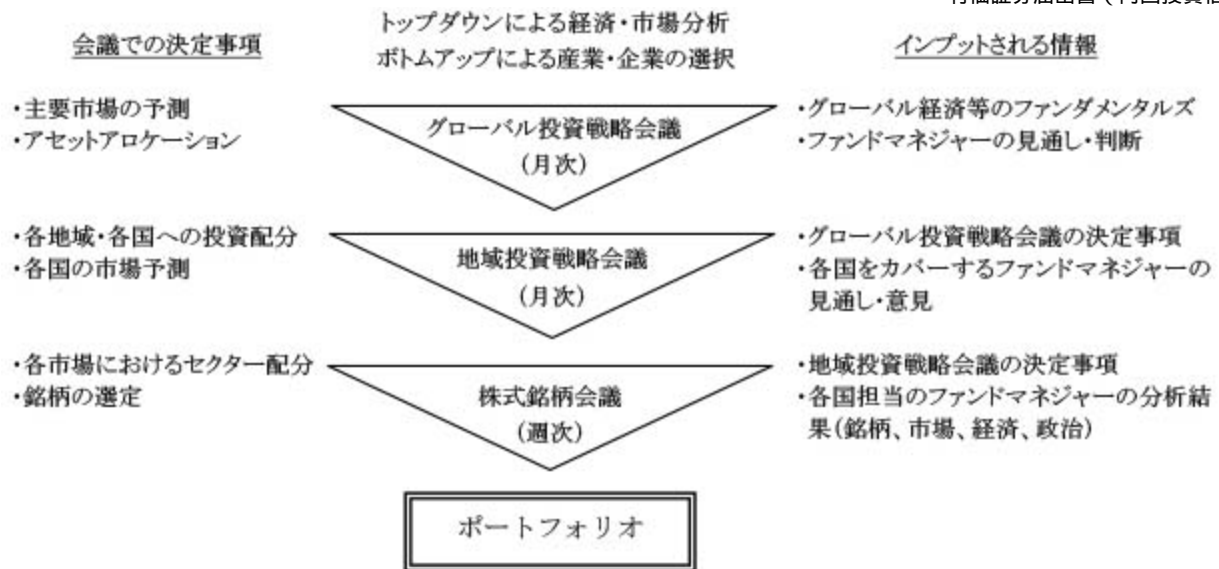 トップダウンによる経済・市場分析
会議での決定事項
ボトムアップによる産業・企業の選択
インプットされる情報
・主要市場の予測
・アセットアロケーション
グローバル投資戦略会議
(月次)
・グローバル経済等のファンダメンタルズ
・ファンドマネジャーの見通し・判断
・各地域・各国への投資配分
・各国の市場予測
地域投資戦略会議
(月次)
・グローバル投資戦略会議の決定事項
・各国をカバーするファンドマネジャーの
見通し・意見
・各市場におけるセクター配分
・銘柄の選定
株式銘柄会議
(週次)
・地域投資戦略会議の決定事項
・各国担当のファンドマネジャーの分析結
果(銘柄、市場、経済、政治)
ポートフォリオ